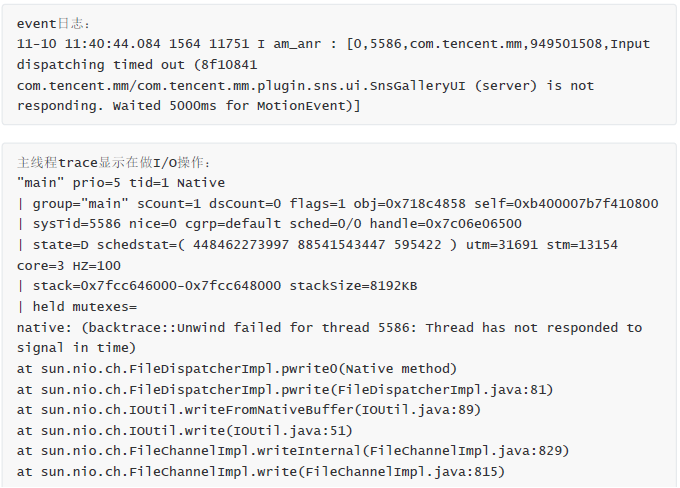 event日志:
11-10 11:40:44.084 1564 11751 I am_anr : [0,5586,com.tencent.mm,949501508,Input
dispatching timed out (8f10841
com.tencent.mm/com.tencent.mm.plugin.sns.ui.SnsGalleryUI (server) is not
responding. Waited 5000ms for MotionEvent)]
主线程trace显示在做I/O操作:
"main" prio=5 tid=1 Native
| group="main" sCount=1 dsCount=0 flags=1 obj=0x718c4858 self=0xb400007b7f410800
| sysTid=5586 nice=0 cgrp=default sched=0/0 handle=0x7c06e06500
| state=D schedstat=( 448462273997 88541543447 595422 ) utm=31691 stm=13154
core=3 HZ=100
| stack=0x7fcc646000-0x7fcc648000 stackSize=8192KB
| held mutexes=
native: (backtrace::Unwind failed for thread 5586: Thread has not responded to
signal in time)
at sun.nio.ch.FileDispatcherImpl.pwrite0(Native method)
at sun.nio.ch.FileDispatcherImpl.pwrite(FileDispatcherImpl.java:81)
at sun.nio.ch.IOUtil.writeFromNativeBuffer(IOUtil.java:89)
at sun.nio.ch.IOUtil.write(IOUtil.java:51)
at sun.nio.ch.FileChannelImpl.writeInternal(FileChannelImpl.java:829)
at sun.nio.ch.FileChannelImpl.write(FileChannelImpl.java:815)